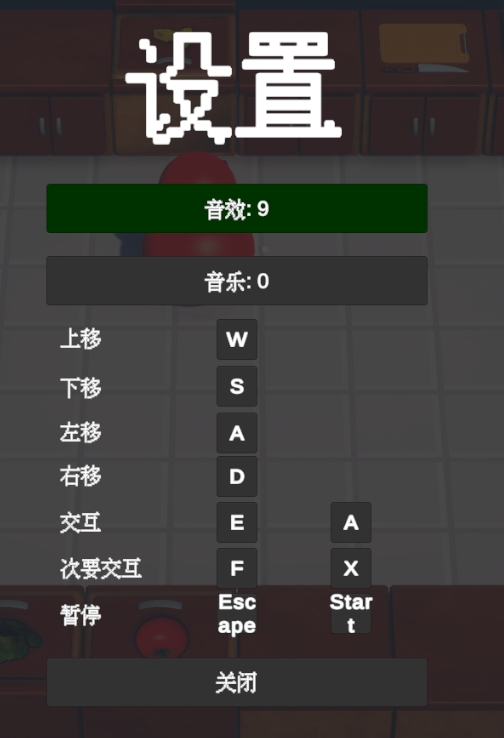 设置
音效: 9
音乐: 0
上移 W
下移 S
左移 A
右移 D
交互 E A
次要交互 F X
暂停 Esc Star
ape t
关闭